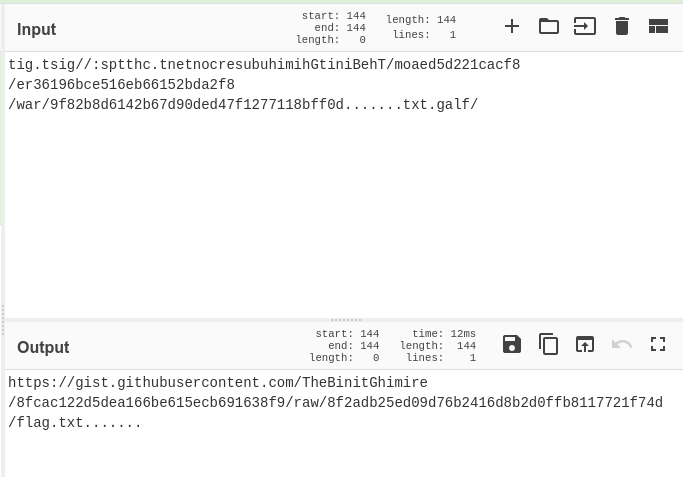 Input
start: 144
end: 144
length: 0
length: 144
lines: 1
tig.tsig//:sptthc.tnetnocresubuhimihGtiniBehT/moaed5d221cacf8
/er36196bce516eb66152bda2f8
/war/9f82b8d6142b67d90ded47f1277118bff0d.......txt.galf/
Output
start: 144
end: 144
length: 0
time: 12ms
length: 144
lines: 1
https://gist.githubusercontent.com/TheBinitGhimire
/8fcac122d5dea166be615ecb691638f9/raw/8f2adb25ed09d76b2416d8b2d0ffb8117721f74d
/flag.txt.......